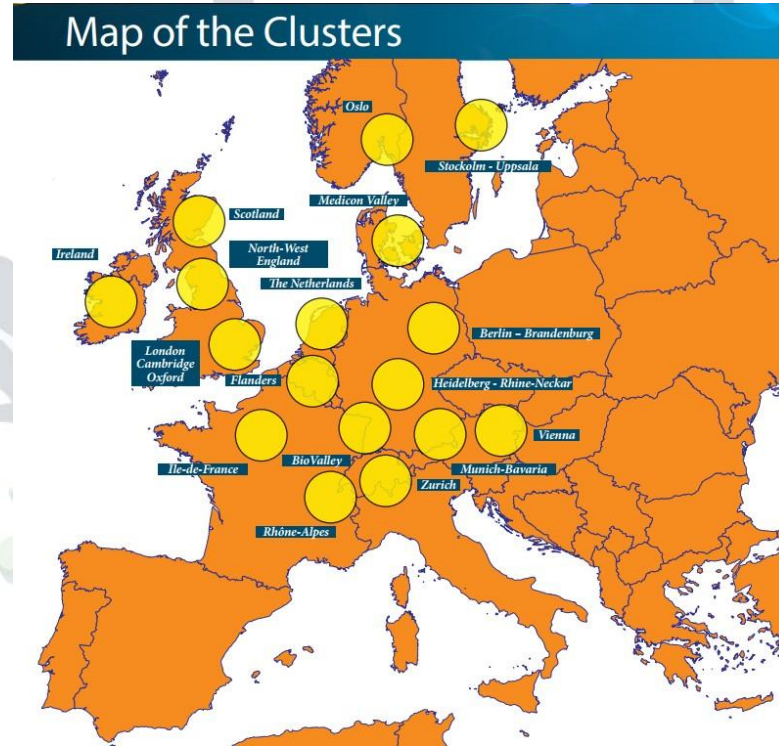 Map of the Clusters
Oslo
Stockolm - Uppsala
Medicon Valley
Scotland
North-West
England
Ireland
The Netherlands
Berlin – Brandenburg
London
Cambridge
Oxford
Flanders
Heidelberg - Rhine-Neckar
Vienna
Ile-de-France
BioValley
Munich-Bavaria
Zurich
Rhône-Alpes